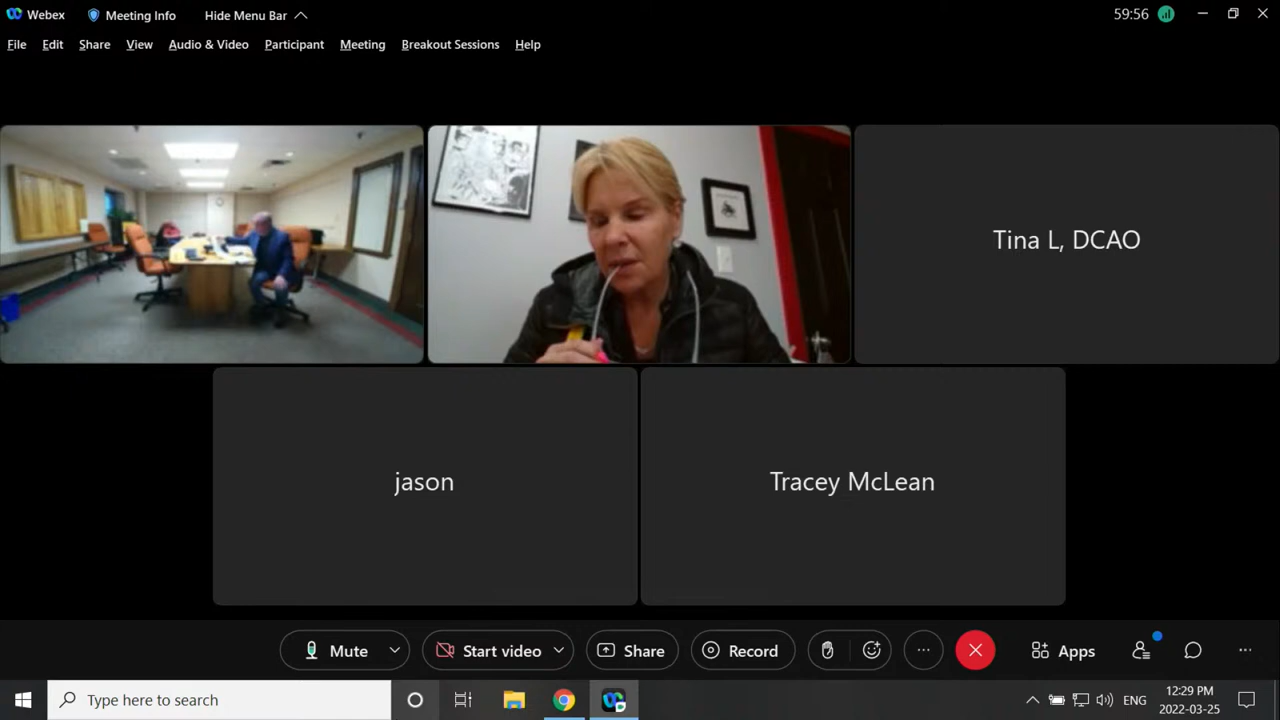 Webex Meeting Info Hide Menu Bar 59:56
File Edit Share View Audio & Video Participant Meeting Breakout Sessions Help
Tina L, DCAO
jason Tracey McLean
Mute Start video Share Record Apps
Type here to search ENG 12:29 PM
2022-03-25